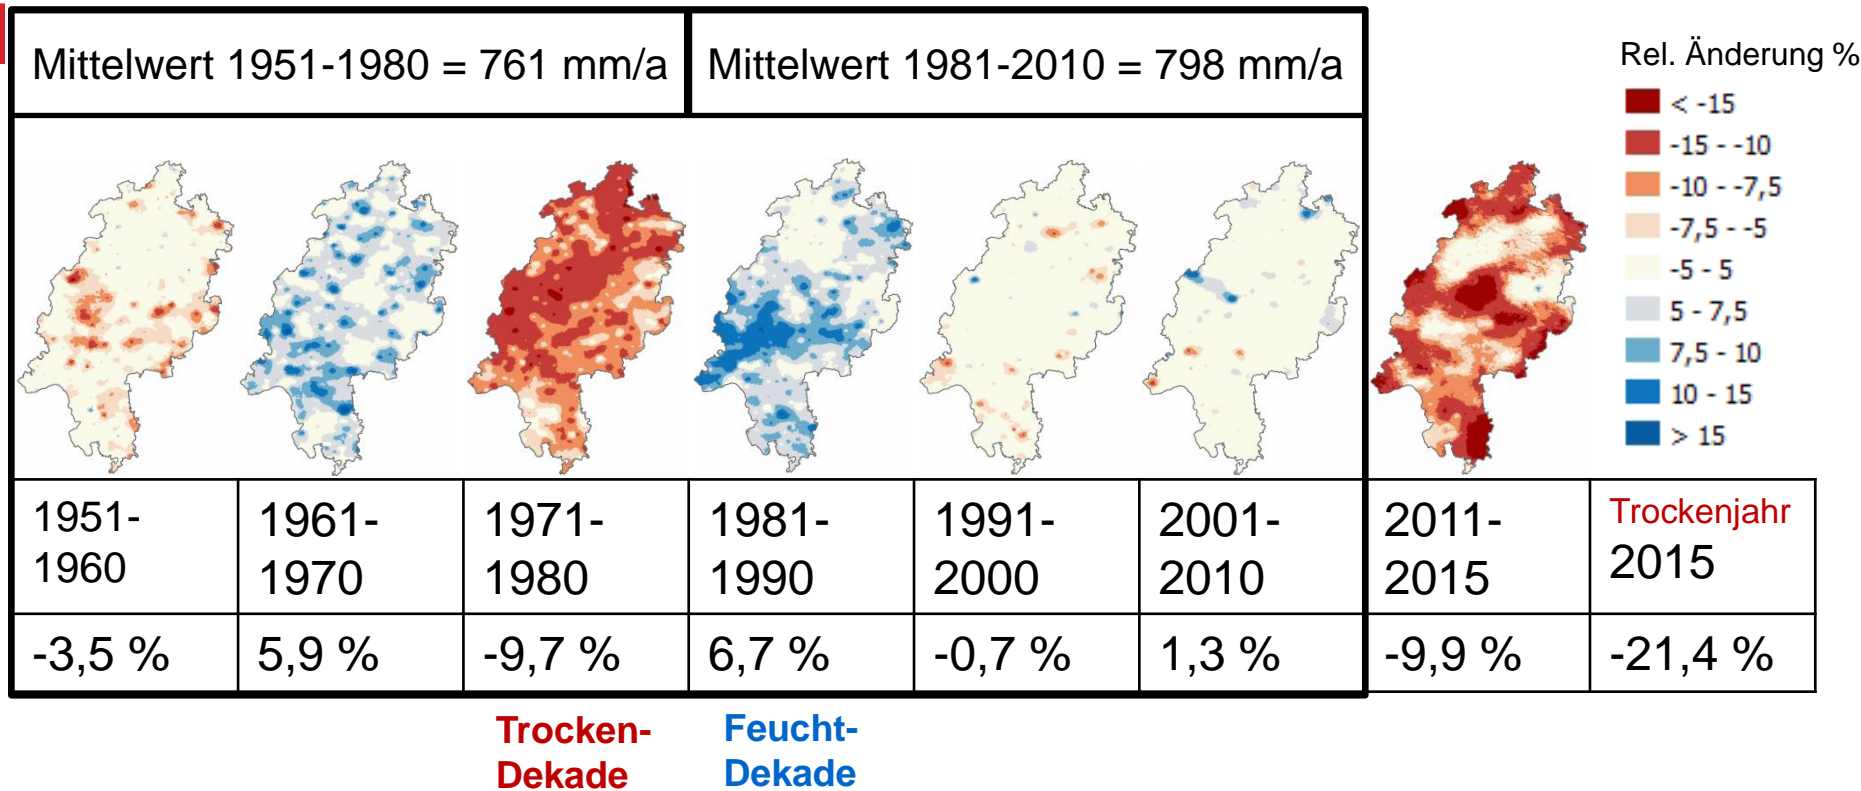 Mittelwert 1951-1980 = 761 mm/a
Mittelwert 1981-2010 = 798 mm/a
Rel. Änderung %
< -15
-15 - -10
-10 - -7,5
-7,5 - -5
-5 - 5
5 - 7,5
7,5 - 10
10 - 15
> 15
1951-
1960
1961-
1970
1971-
1980
1981-
1990
1991-
2000
2001-
2010
2011-
2015
Trockenjahr
2015
-3,5 %
5,9 %
-9,7 %
6,7 %
-0,7 %
1,3 %
-9,9 %
-21,4 %
Trocken-
Dekade
Feucht-
Dekade